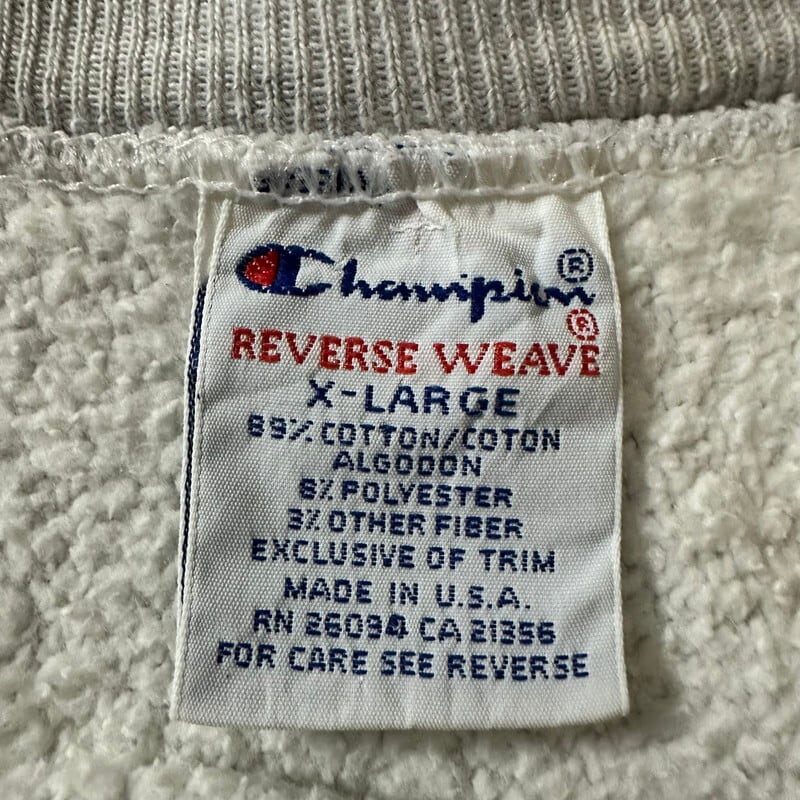 Champion®
REVERSE WEAVE®
X-LARGE
89% COTTON/COTON
ALGODON
8% POLYESTER
3% OTHER FIBER
EXCLUSIVE OF TRIM
MADE IN U.S.A.
RN 26094 CA 21356
FOR CARE SEE REVERSE